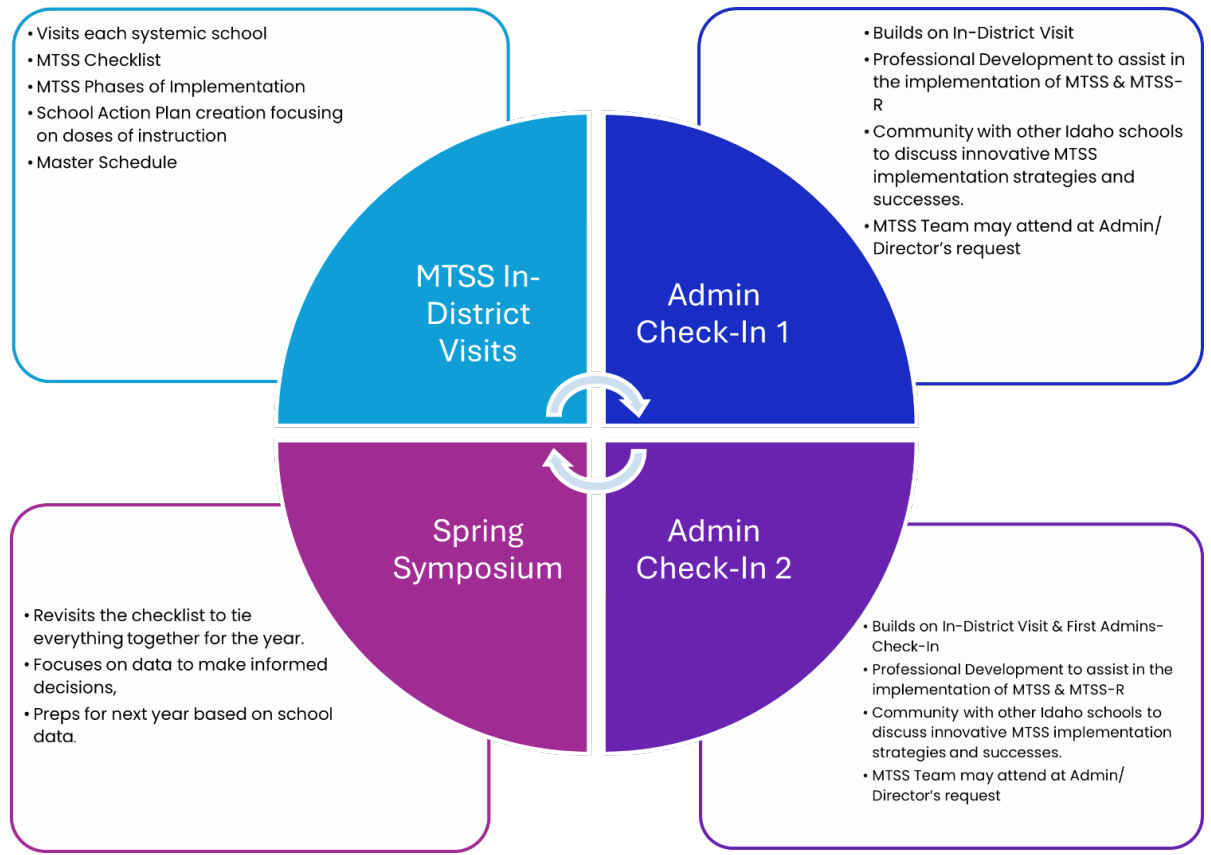 • Visits each systemic school
• MTSS Checklist
• MTSS Phases of Implementation
• School Action Plan creation focusing
on doses of instruction
• Master Schedule
• Builds on In-District Visit
• Professional Development to assist in
the implementation of MTSS & MTSS-
R
• Community with other Idaho schools
to discuss innovative MTSS
implementation strategies and
successes.
• MTSS Team may attend at Admin/
Director's request
MTSS In-
District
Visits
Admin
Check-In 1
Spring
Symposium
Admin
Check-In 2
• Revisits the checklist to tie
everything together for the year.
• Focuses on data to make informed
decisions,
• Preps for next year based on school
data.
• Builds on In-District Visit & First Admins-
Check-In
• Professional Development to assist in the
implementation of MTSS & MTSS-R
• Community with other Idaho schools to
discuss innovative MTSS implementation
strategies and successes.
• MTSS Team may attend at Admin/
Director's request